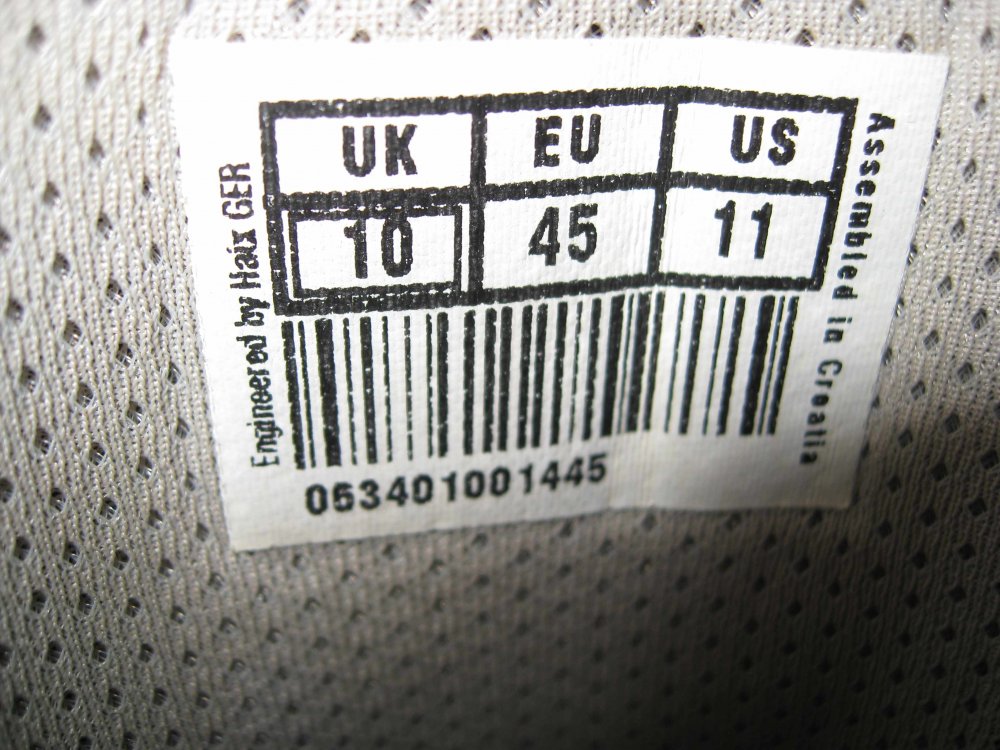 UK EU US
10 45 11
053401001445
Engineered by Haix GER
Assembled in Croatia